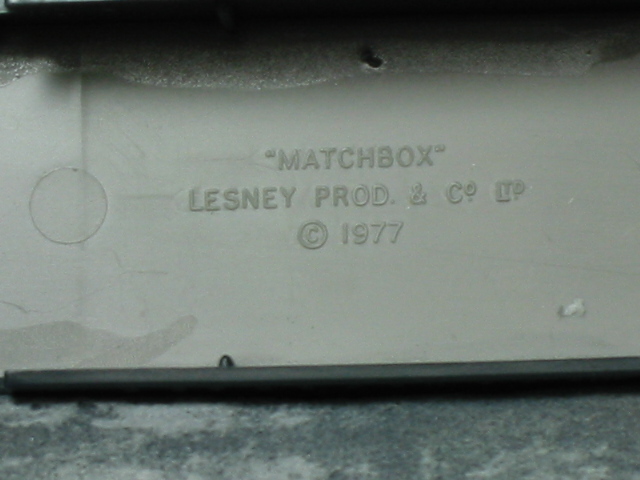 "MATCHBOX"
LESNEY PROD. & Co LTD
© 1977